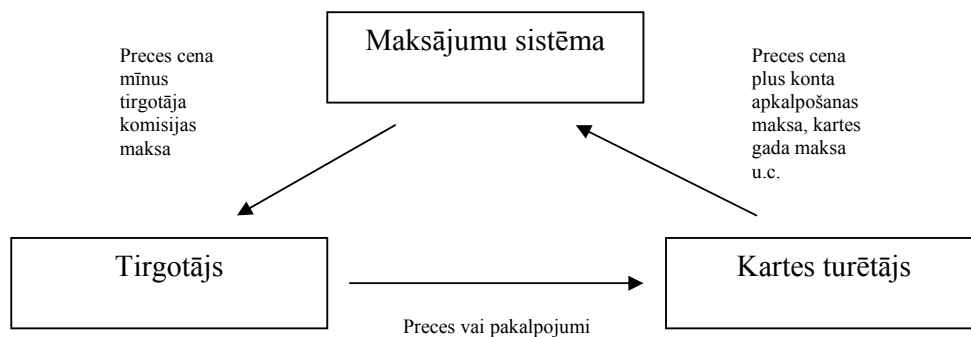 Maksājumu sistēma
Preces cena
mīnus
tirgotāja
komisijas
maksa
Preces cena
plus konta
apkalpošanas
maksa, kartes
gada maksa
u.c.
Tirgotājs
Kartes turētājs
Preces vai pakalpojumi